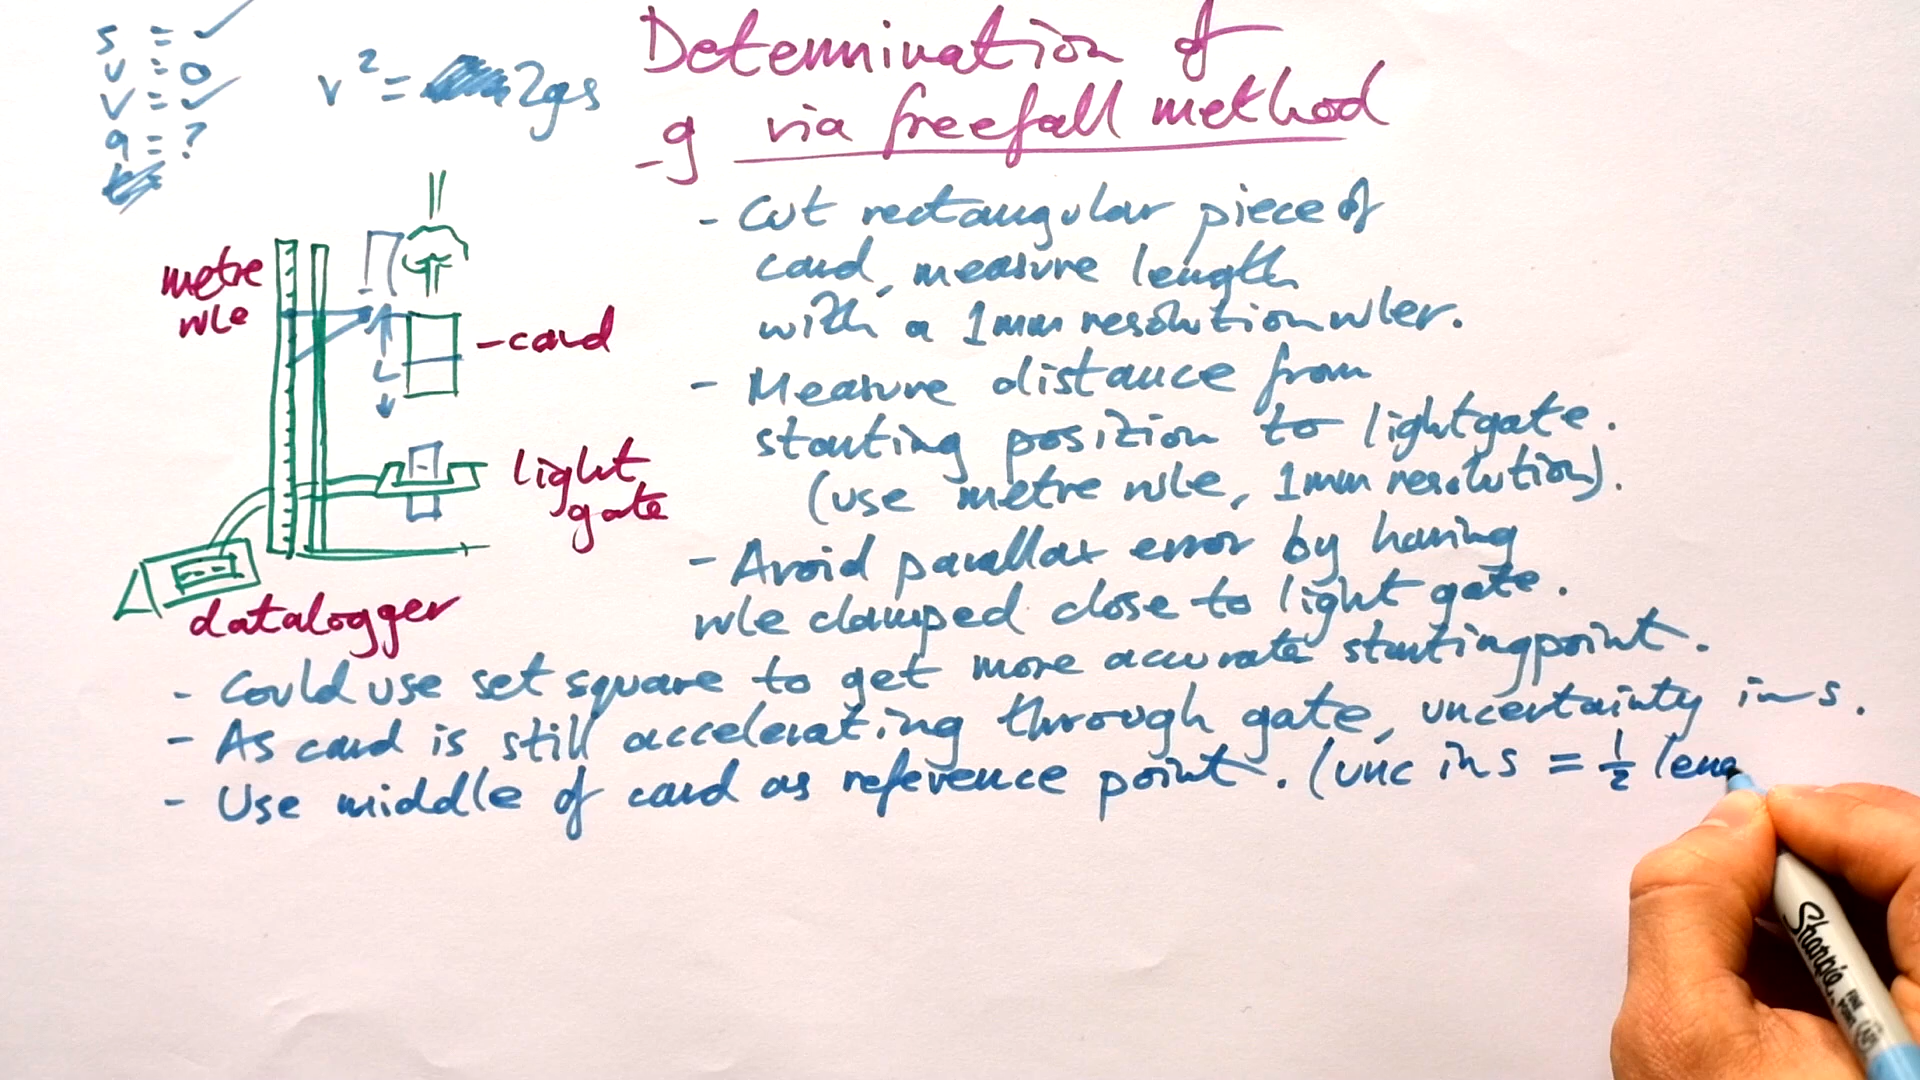 s = ✓
u = 0
v = ✓
a = ?
v² = 2gs
Determination of
g via freefall method
- Cut rectangular piece of
card, measure length
with a 1mm resolution ruler.
- Measure distance from
starting position to lightgate.
(use metre rule, 1mm resolution).
- Avoid parallax error by having
rule clamped close to light gate.
- Could use set square to get more accurate startingpoint.
- As card is still accelerating through gate, uncertainty in s.
- Use middle of card as reference point. (unc in s = 1/2 leng
metre
rule
L
- card
light
gate
datalogger
Sharpie
FINE